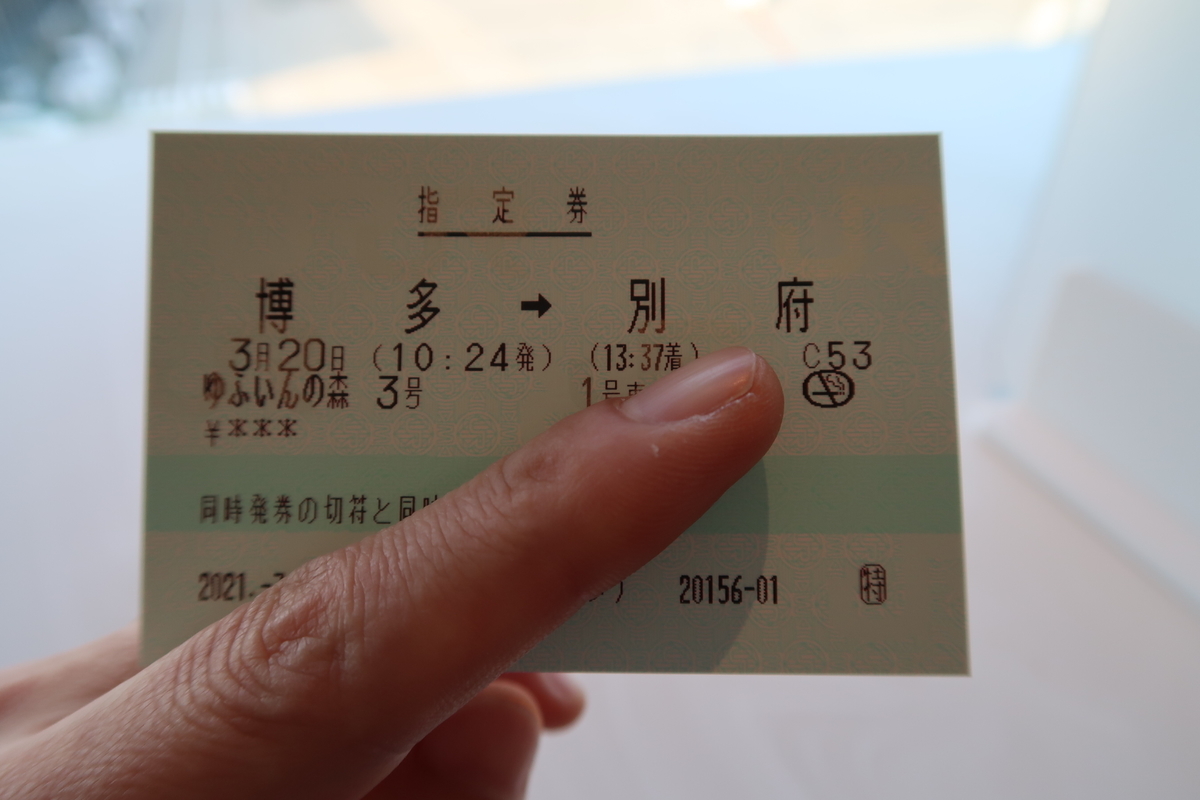 指定券
博多➡別府
3月20日 (10:24発) (13:37着) C53
ゆふいんの森 3号 1号
¥***
同時発券の切符と同
2021.-3 20156-01 特